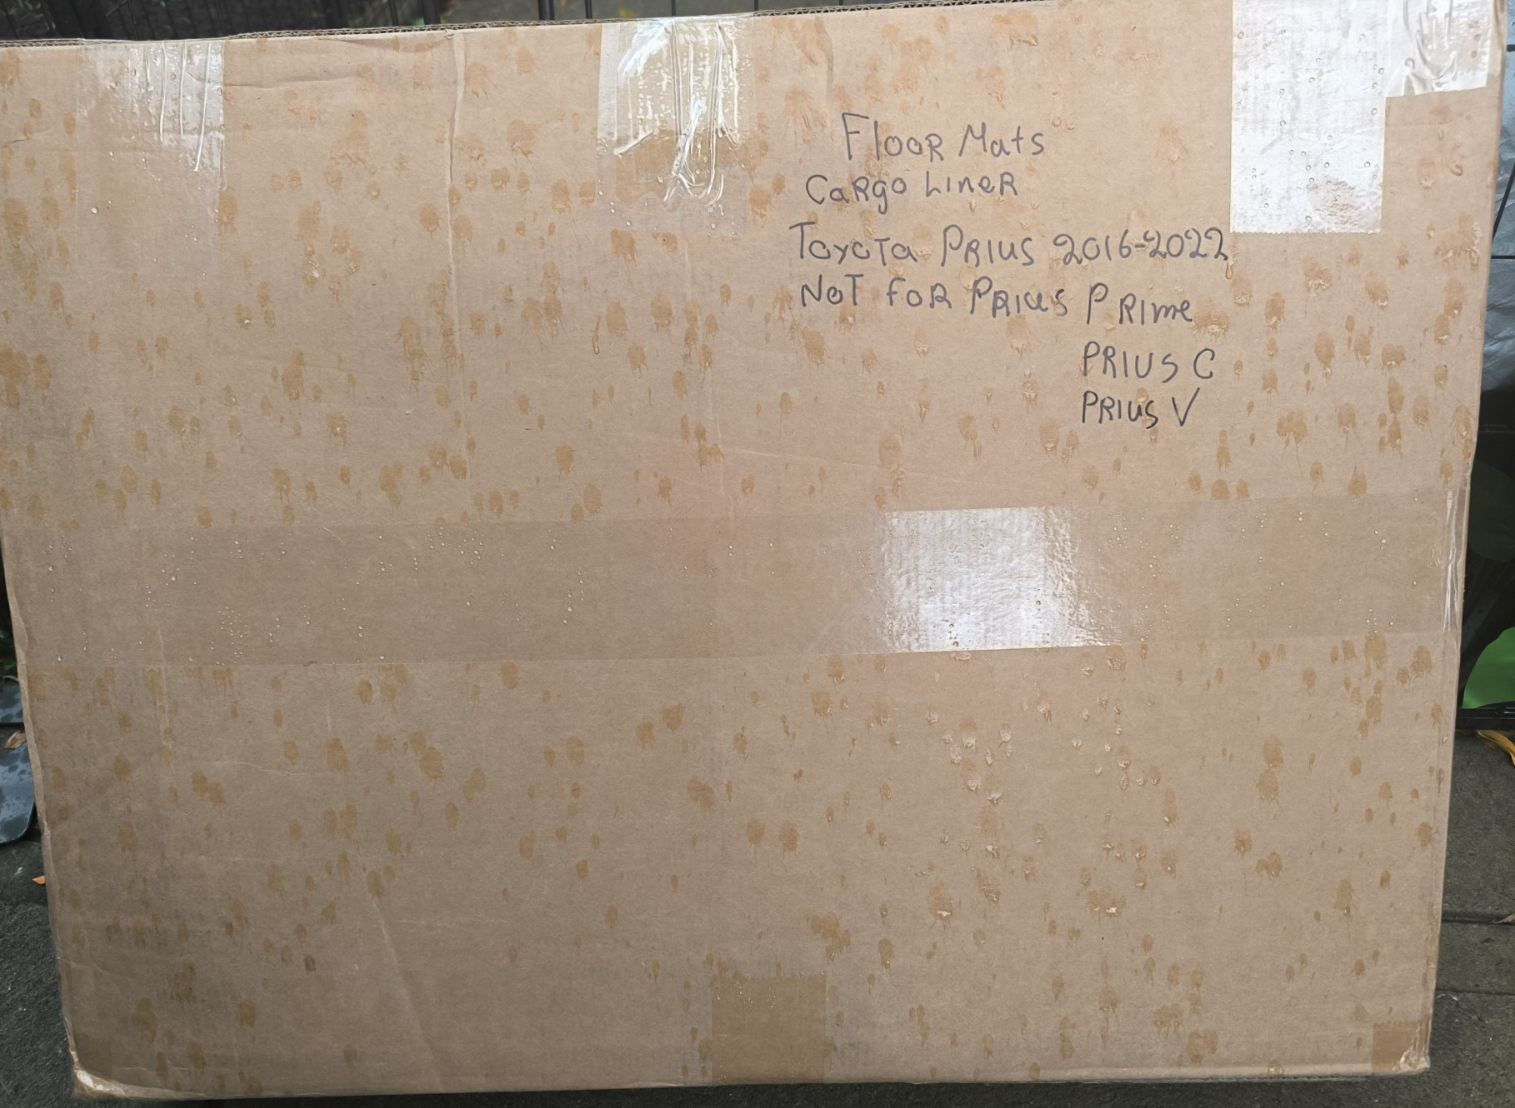 Floor Mats
Cargo Liner
Toyota Prius 2016-2022
Not for Prius Prime
Prius C
Prius V